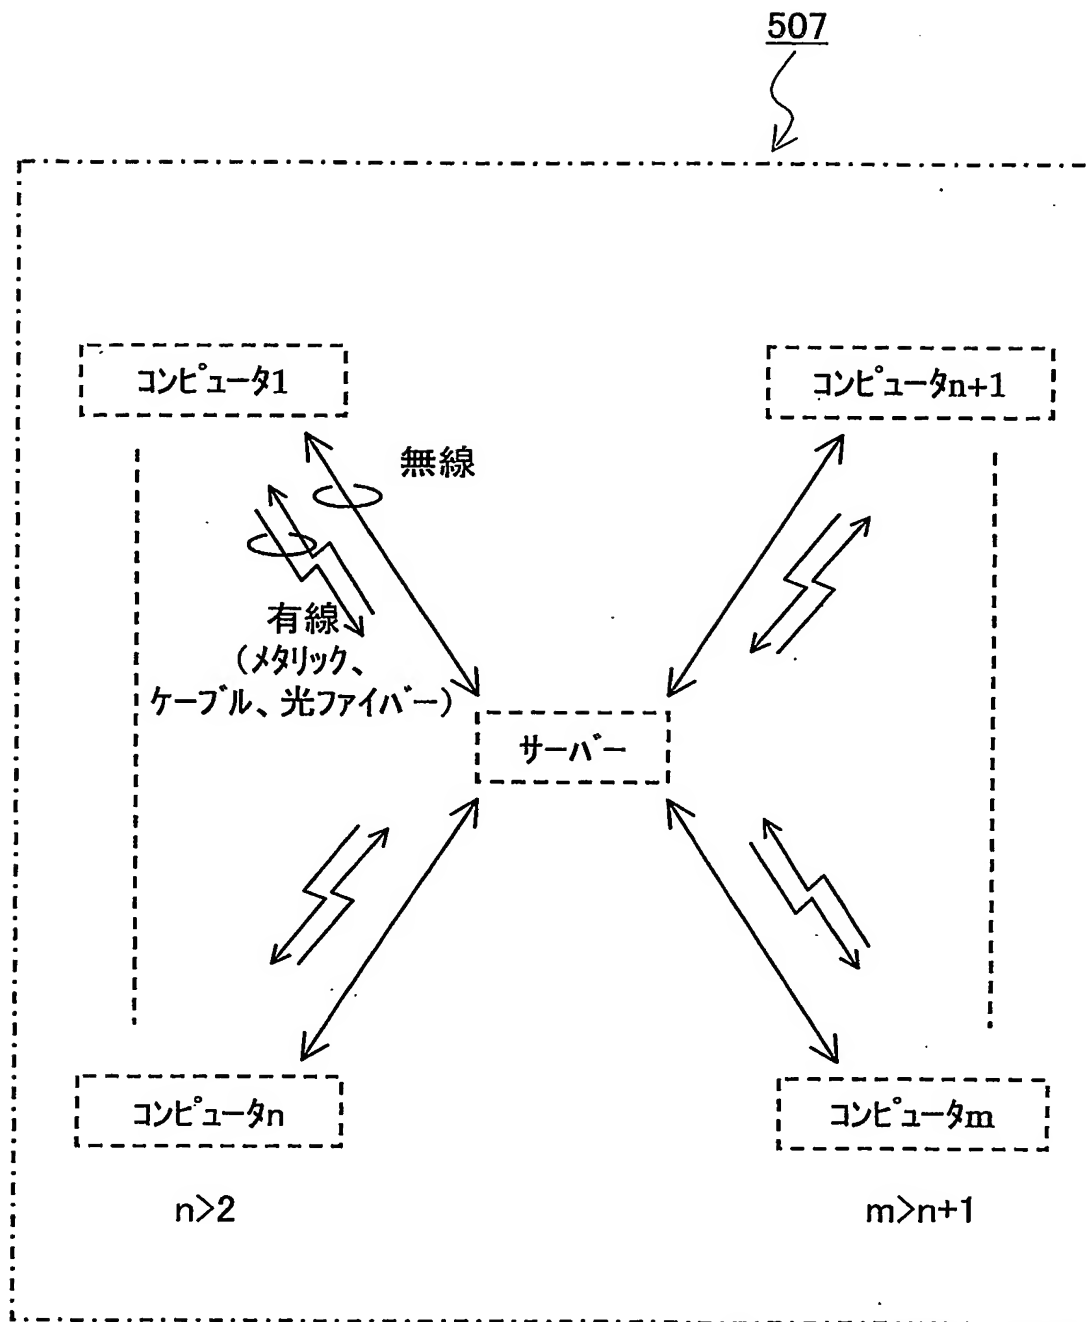 507
コンピュータ1
コンピュータn+1
無線
有線
(メタリック、
ケーブル、光ファイバー)
サーバー
コンピュータn
コンピュータm
n>2
m>n+1